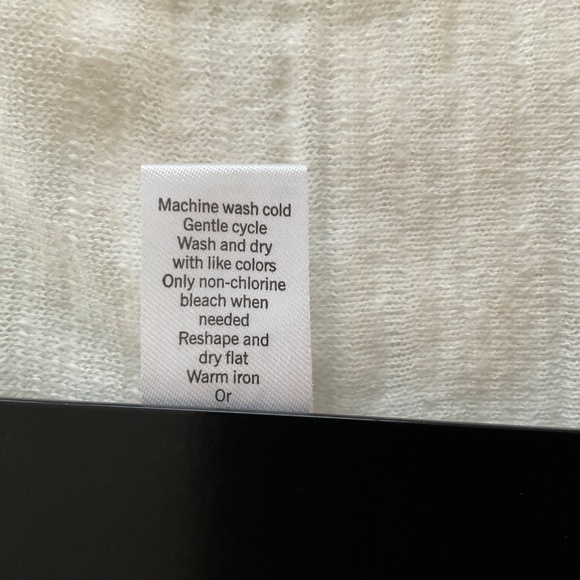 Machine wash cold
Gentle cycle
Wash and dry
with like colors
Only non-chlorine
bleach when
needed
Reshape and
dry flat
Warm iron
Or